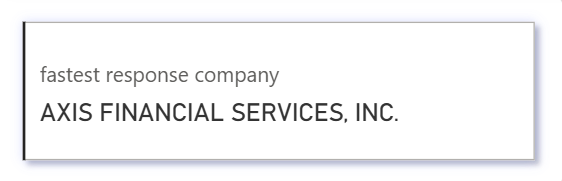 fastest response company
AXIS FINANCIAL SERVICES, INC.